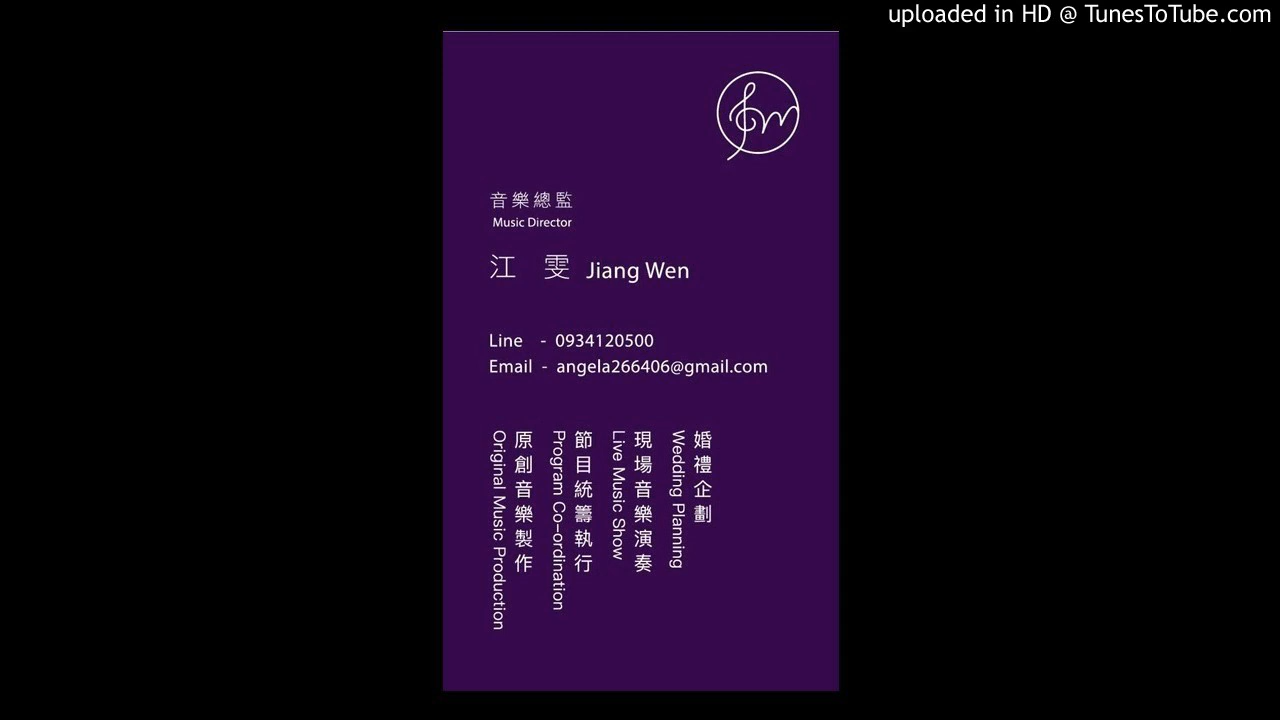 uploaded in HD @ TunesToTube.com
音樂總監
Music Director
江 雯 Jiang Wen
Line - 0934120500
Email - angela266406@gmail.com
婚禮企劃
Wedding Planning
現場音樂演奏
Live Music Show
節目統籌執行
Program Co-ordination
原創音樂製作
Original Music Production